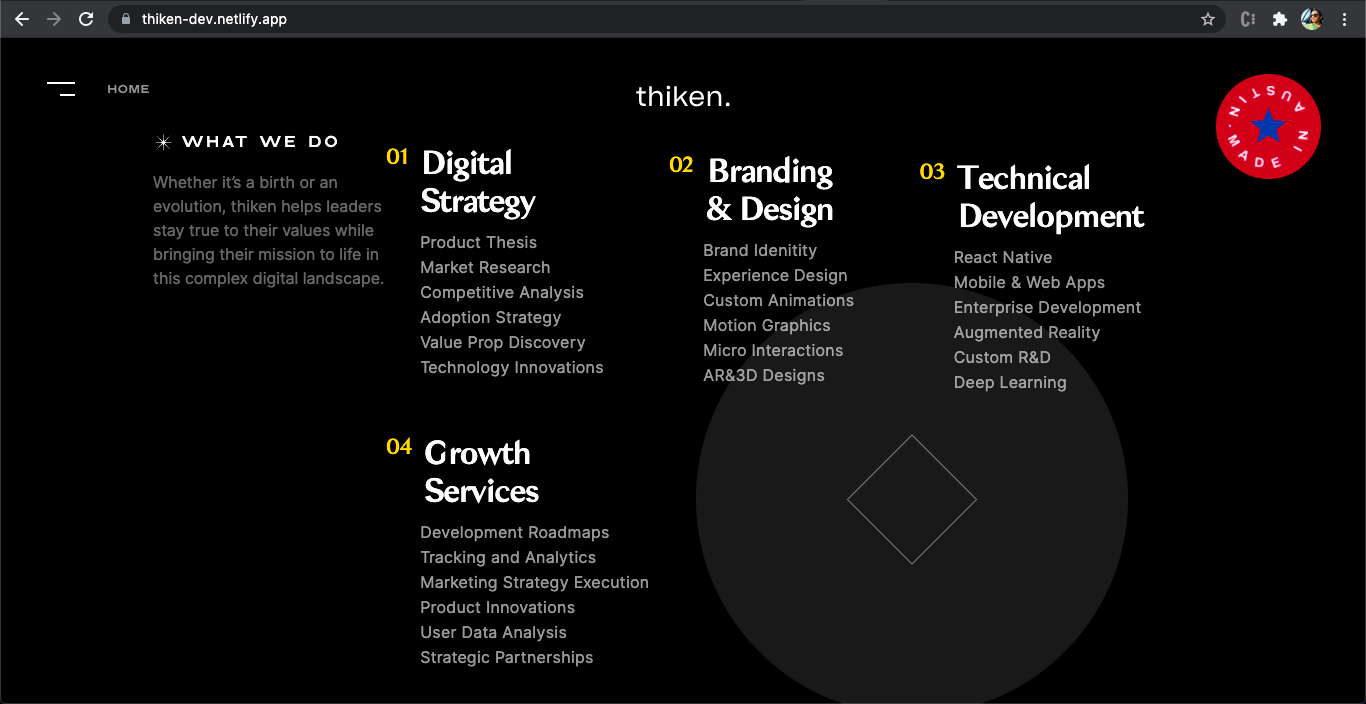 thiken-dev.netlify.app
HOME
thiken.
MADE IN AUSTIN.
WHAT WE DO
Whether it's a birth or an
evolution, thiken helps leaders
stay true to their values while
bringing their mission to life in
this complex digital landscape.
01 Digital
Strategy
Product Thesis
Market Research
Competitive Analysis
Adoption Strategy
Value Prop Discovery
Technology Innovations
02 Branding
& Design
Brand Idenitity
Experience Design
Custom Animations
Motion Graphics
Micro Interactions
AR&3D Designs
03 Technical
Development
React Native
Mobile & Web Apps
Enterprise Development
Augmented Reality
Custom R&D
Deep Learning
04 Growth
Services
Development Roadmaps
Tracking and Analytics
Marketing Strategy Execution
Product Innovations
User Data Analysis
Strategic Partnerships